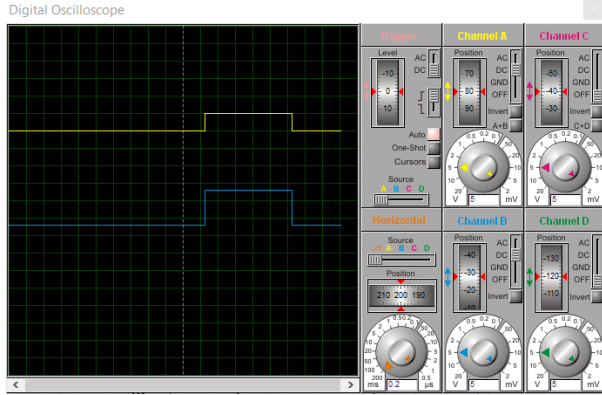 Digital Oscilloscope
Trigger
Level
AC
DC
-10
0
10
Auto
One-Shot
Cursors
Source
A B C D
Channel A
Position
AC
DC
GND
OFF
70
80
90
Invert
A+B
V 5 mV
Channel C
Position
AC
DC
GND
OFF
-50
-40
-30
Invert
C+D
V 5 mV
Horizontal
Source
A B C D
Position
210 200 190
ms 0.2 µs
Channel B
Position
AC
DC
GND
OFF
-40
-30
-20
Invert
V 5 mV
Channel D
Position
AC
DC
GND
OFF
-130
-120
-110
Invert
V 5 mV